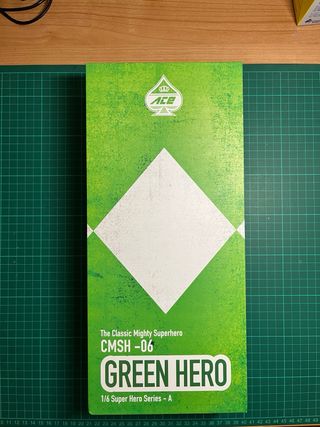 ACE
The Classic Mighty Superhero
CMSH -06
GREEN HERO
1/6 Super Hero Series - A